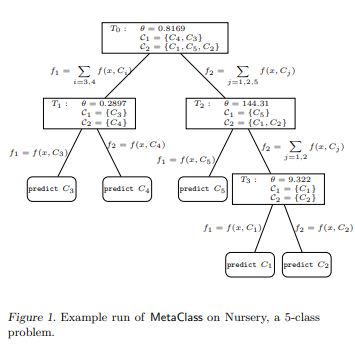 T₀ : θ = 0.8169
𝒞₁ = {C₄, C₃}
𝒞₂ = {C₁, C₅, C₂}
f₁ = ∑ f(x, Cᵢ)
i=3,4
f₂ = ∑ f(x, Cⱼ)
j=1,2,5
T₁ : θ = 0.2897
𝒞₁ = {C₃}
𝒞₂ = {C₄}
T₂ : θ = 144.31
𝒞₁ = {C₅}
𝒞₂ = {C₁, C₂}
f₁ = f(x, C₃)
f₂ = f(x, C₄)
f₁ = f(x, C₅)
f₂ = ∑ f(x, Cⱼ)
j=1,2
predict C₃
predict C₄
predict C₅
T₃ : θ = 9.322
𝒞₁ = {C₁}
𝒞₂ = {C₂}
f₁ = f(x, C₁)
f₂ = f(x, C₂)
predict C₁
predict C₂
Figure 1. Example run of MetaClass on Nursery, a 5-class
problem.